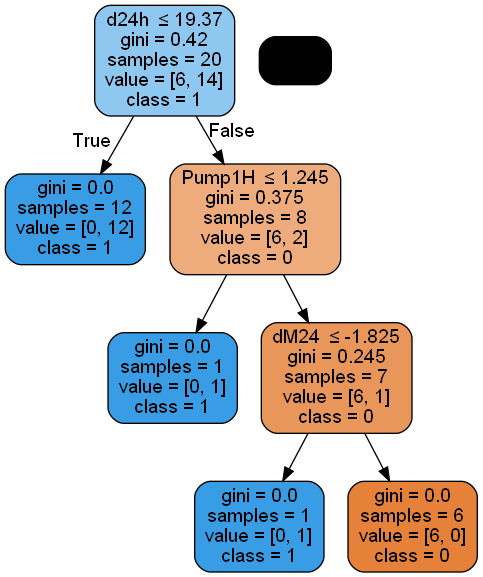 d24h ≤ 19.37
gini = 0.42
samples = 20
value = [6, 14]
class = 1
True
False
gini = 0.0
samples = 12
value = [0, 12]
class = 1
Pump1H ≤ 1.245
gini = 0.375
samples = 8
value = [6, 2]
class = 0
gini = 0.0
samples = 1
value = [0, 1]
class = 1
dM24 ≤ -1.825
gini = 0.245
samples = 7
value = [6, 1]
class = 0
gini = 0.0
samples = 1
value = [0, 1]
class = 1
gini = 0.0
samples = 6
value = [6, 0]
class = 0